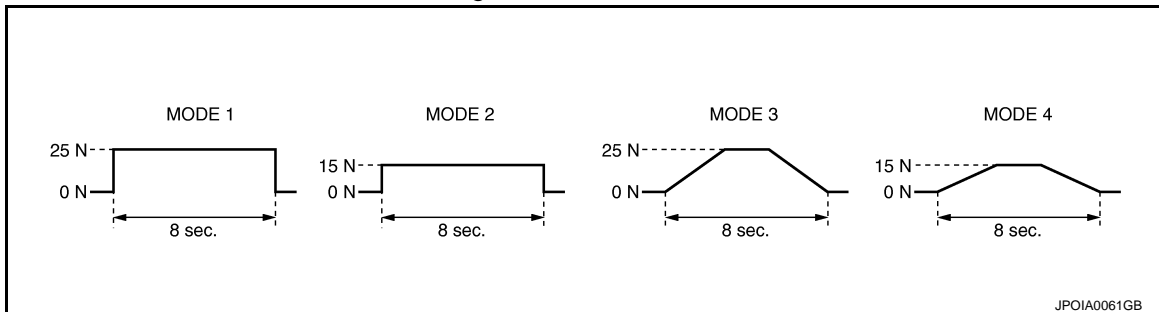 MODE 1
MODE 2
MODE 3
MODE 4
25 N
0 N
8 sec.
15 N
0 N
8 sec.
25 N
0 N
8 sec.
15 N
0 N
8 sec.
JPOIA0061GB